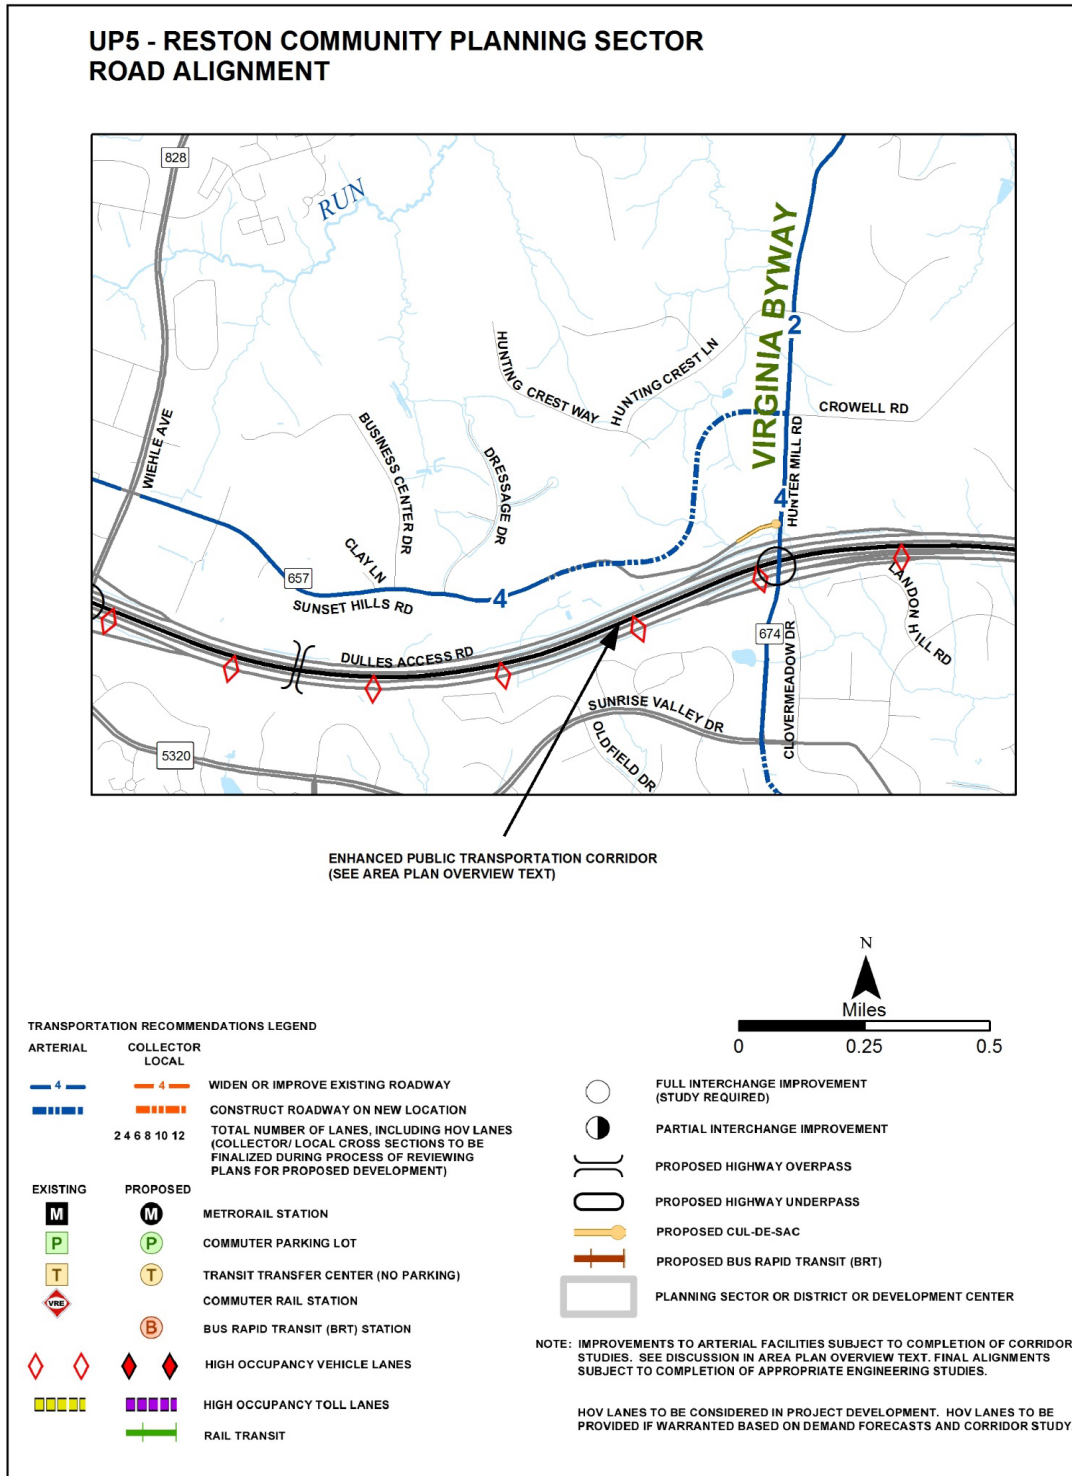 UP5 - RESTON COMMUNITY PLANNING SECTOR
ROAD ALIGNMENT
828
RUN
VIRGINIA BYWAY
2
HUNTING CREST WAY
HUNTING CREST LN
CROWELL RD
WIEHLE AVE
BUSINESS CENTER DR
DRESSAGE DR
HUNTER MILL RD
4
CLAY LN
657
SUNSET HILLS RD
4
LANDON HILL RD
674
CLOVERMEADOW DR
DULLES ACCESS RD
SUNRISE VALLEY DR
OLDFIELD DR
5320
ENHANCED PUBLIC TRANSPORTATION CORRIDOR
(SEE AREA PLAN OVERVIEW TEXT)
N
Miles
0 0.25 0.5
TRANSPORTATION RECOMMENDATIONS LEGEND
ARTERIAL COLLECTOR
LOCAL
4 4 WIDEN OR IMPROVE EXISTING ROADWAY
CONSTRUCT ROADWAY ON NEW LOCATION
2 4 6 8 10 12 TOTAL NUMBER OF LANES, INCLUDING HOV LANES
(COLLECTOR/ LOCAL CROSS SECTIONS TO BE
FINALIZED DURING PROCESS OF REVIEWING
PLANS FOR PROPOSED DEVELOPMENT)
EXISTING PROPOSED
M M METRORAIL STATION
P P COMMUTER PARKING LOT
T T TRANSIT TRANSFER CENTER (NO PARKING)
VRE COMMUTER RAIL STATION
B BUS RAPID TRANSIT (BRT) STATION
HIGH OCCUPANCY VEHICLE LANES
HIGH OCCUPANCY TOLL LANES
RAIL TRANSIT
FULL INTERCHANGE IMPROVEMENT
(STUDY REQUIRED)
PARTIAL INTERCHANGE IMPROVEMENT
PROPOSED HIGHWAY OVERPASS
PROPOSED HIGHWAY UNDERPASS
PROPOSED CUL-DE-SAC
PROPOSED BUS RAPID TRANSIT (BRT)
PLANNING SECTOR OR DISTRICT OR DEVELOPMENT CENTER
NOTE: IMPROVEMENTS TO ARTERIAL FACILITIES SUBJECT TO COMPLETION OF CORRIDOR
STUDIES. SEE DISCUSSION IN AREA PLAN OVERVIEW TEXT. FINAL ALIGNMENTS
SUBJECT TO COMPLETION OF APPROPRIATE ENGINEERING STUDIES.
HOV LANES TO BE CONSIDERED IN PROJECT DEVELOPMENT. HOV LANES TO BE
PROVIDED IF WARRANTED BASED ON DEMAND FORECASTS AND CORRIDOR STUDY.